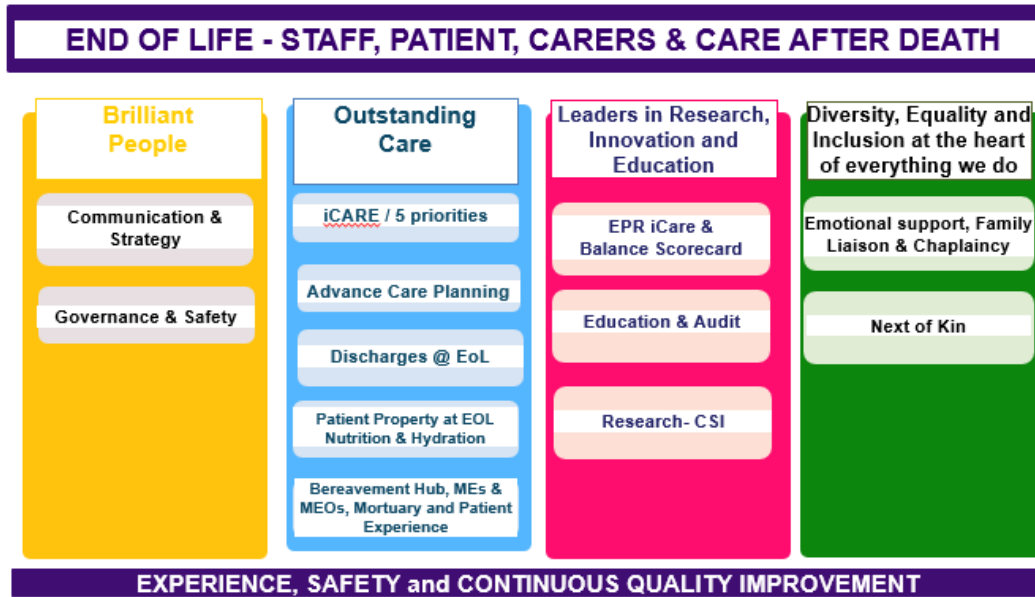 END OF LIFE - STAFF, PATIENT, CARERS & CARE AFTER DEATH
Brilliant
People
Communication &
Strategy
Governance & Safety
Outstanding
Care
iCARE / 5 priorities
Advance Care Planning
Discharges @ EoL
Patient Property at EOL
Nutrition & Hydration
Bereavement Hub, MEs &
MEOs, Mortuary and Patient
Experience
Leaders in Research,
Innovation and
Education
EPR iCare &
Balance Scorecard
Education & Audit
Research- CSI
Diversity, Equality and
Inclusion at the heart
of everything we do
Emotional support, Family
Liaison & Chaplaincy
Next of Kin
EXPERIENCE, SAFETY and CONTINUOUS QUALITY IMPROVEMENT